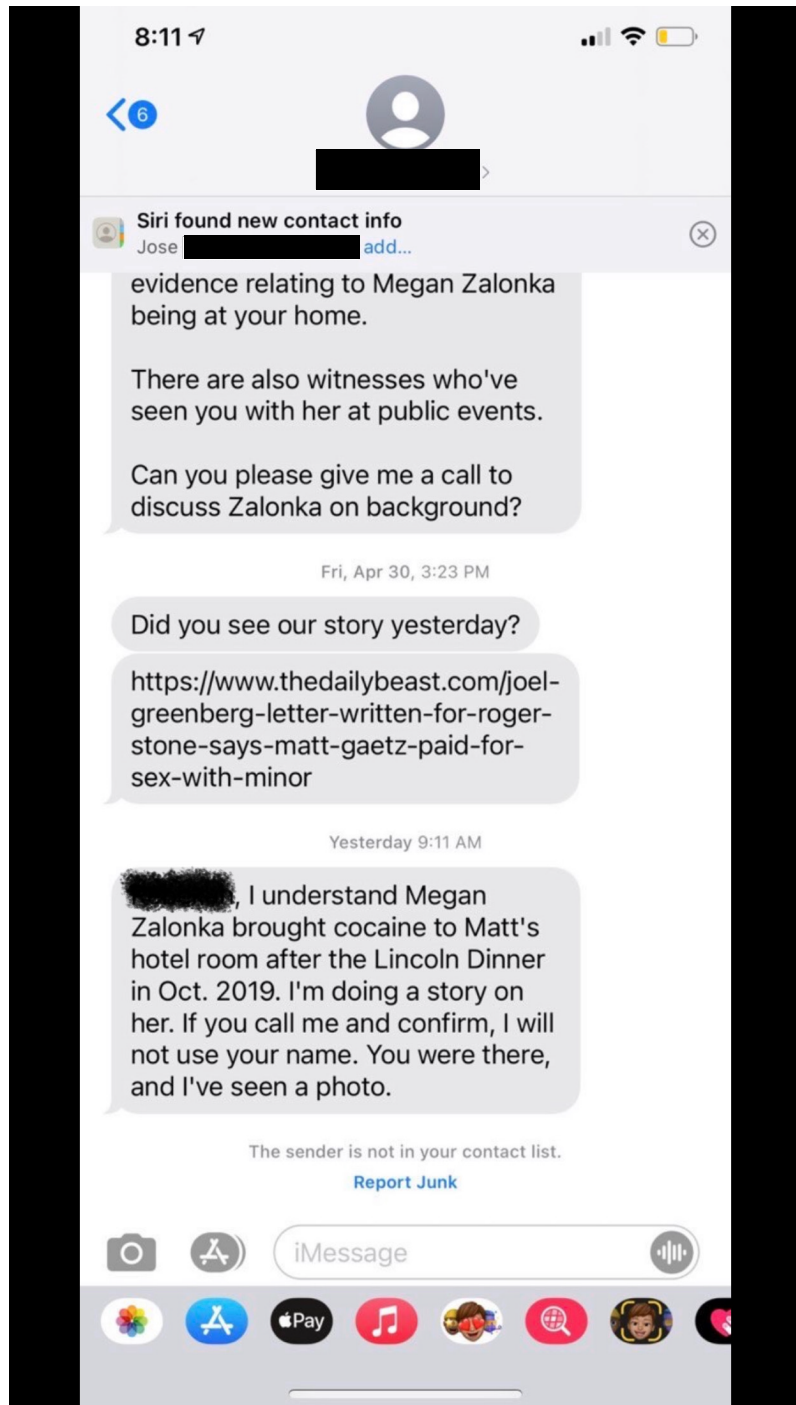 8:11
6
Siri found new contact info
Jose
add...
evidence relating to Megan Zalonka
being at your home.
There are also witnesses who've
seen you with her at public events.
Can you please give me a call to
discuss Zalonka on background?
Fri, Apr 30, 3:23 PM
Did you see our story yesterday?
https://www.thedailybeast.com/joel-
greenberg-letter-written-for-roger-
stone-says-matt-gaetz-paid-for-
sex-with-minor
Yesterday 9:11 AM
, I understand Megan
Zalonka brought cocaine to Matt's
hotel room after the Lincoln Dinner
in Oct. 2019. I'm doing a story on
her. If you call me and confirm, I will
not use your name. You were there,
and I've seen a photo.
The sender is not in your contact list.
Report Junk
iMessage
Pay